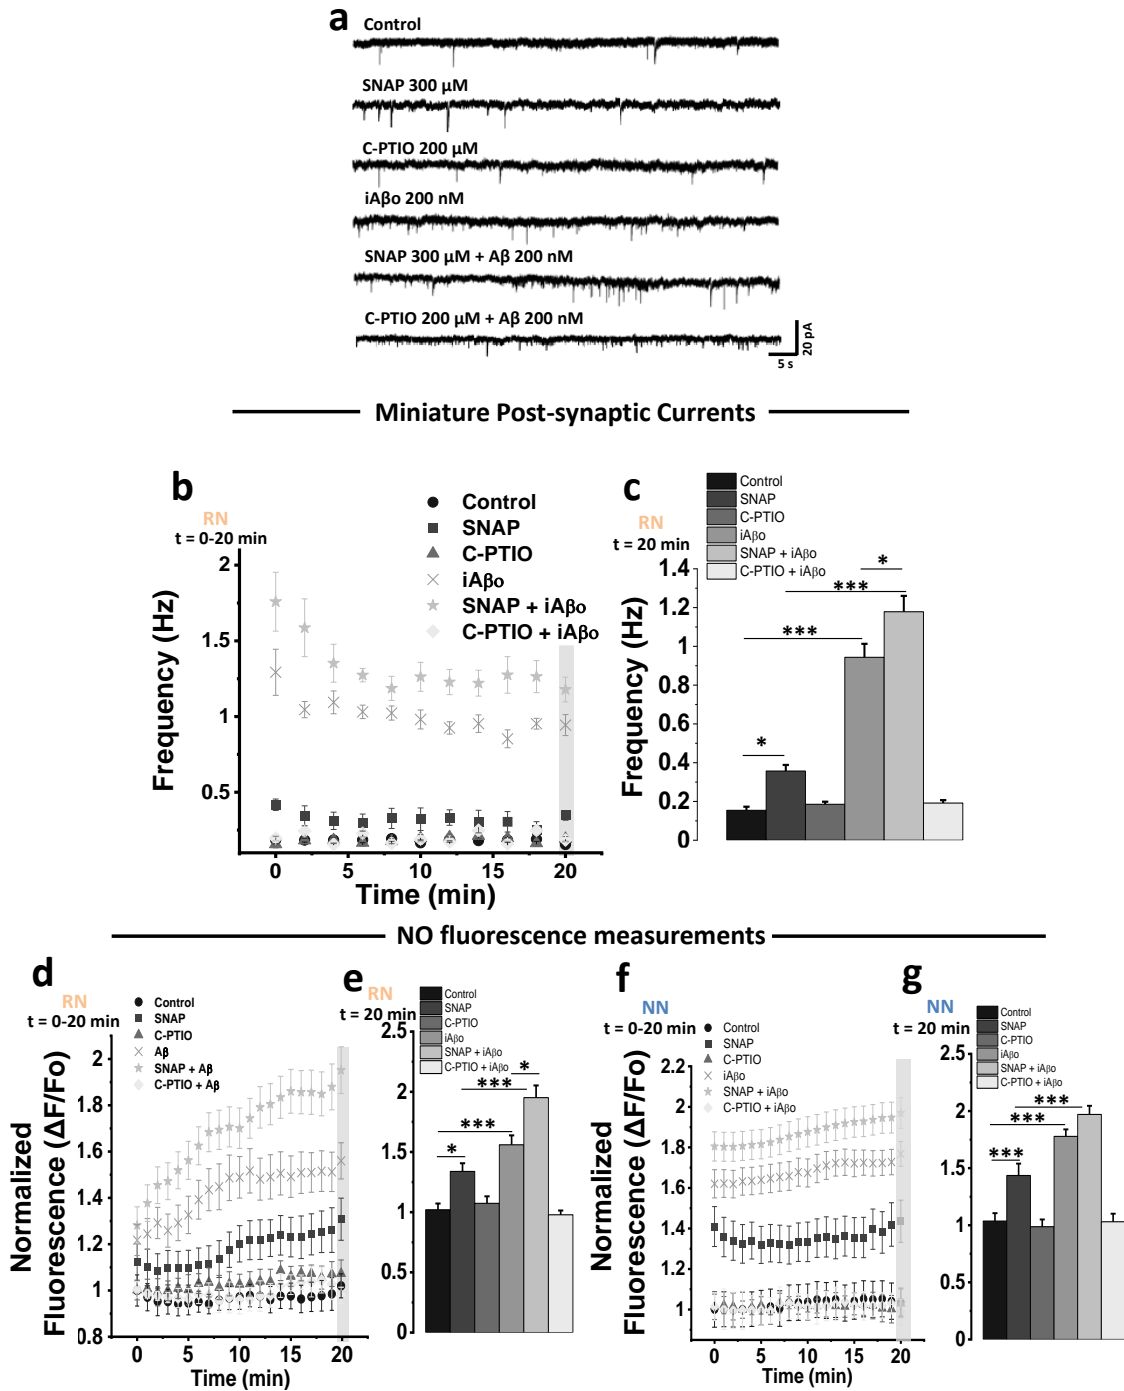 a
Control
SNAP 300 µM
C-PTIO 200 µM
iAβo 200 nM
SNAP 300 µM + Aβ 200 nM
C-PTIO 200 µM + Aβ 200 nM
20 pA
5 s
Miniature Post-synaptic Currents
b
RN
t = 0-20 min
Control
SNAP
C-PTIO
iAβo
SNAP + iAβo
C-PTIO + iAβo
Frequency (Hz)
2
1.5
1
0.5
0
5
10
15
20
Time (min)
c
RN
t = 20 min
Control
SNAP
C-PTIO
iAβo
SNAP + iAβo
C-PTIO + iAβo
Frequency (Hz)
1.4
1.2
1
0.8
0.6
0.4
0.2
0
*
***
***
*
NO fluorescence measurements
d
RN
t = 0-20 min
Control
SNAP
C-PTIO
Aβ
SNAP + Aβ
C-PTIO + Aβ
Normalized
Fluorescence (ΔF/Fo)
2
1.8
1.6
1.4
1.2
1
0.8
0
5
10
15
20
Time (min)
e
RN
t = 20 min
Control
SNAP
C-PTIO
iAβo
SNAP + iAβo
C-PTIO + iAβo
2.5
2
1.5
1
0.5
0
*
***
***
*
f
NN
t = 0-20 min
Control
SNAP
C-PTIO
iAβo
SNAP + iAβo
C-PTIO + iAβo
Normalized
Fluorescence (ΔF/Fo)
2.2
2
1.8
1.6
1.4
1.2
1
0
5
10
15
20
Time (min)
g
NN
t = 20 min
Control
SNAP
C-PTIO
iAβo
SNAP + iAβo
C-PTIO + iAβo
2.5
2
1.5
1
0.5
0
***
***
***